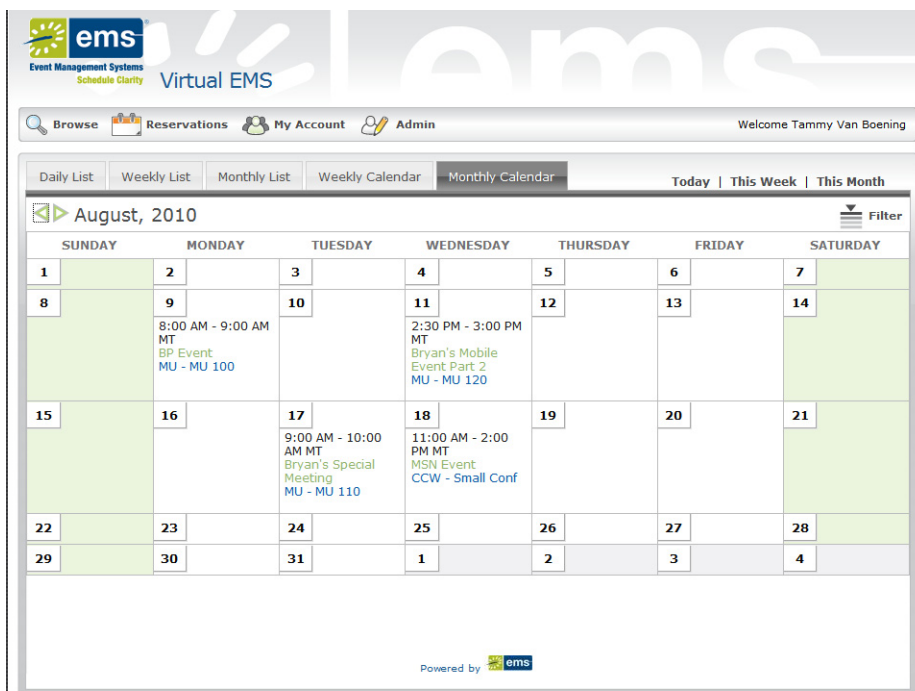 ems
Event Management Systems
Schedule Clarity
Virtual EMS
ems
Browse Reservations My Account Admin Welcome Tammy Van Boening
Daily List Weekly List Monthly List Weekly Calendar Monthly Calendar Today | This Week | This Month
August, 2010 Filter
SUNDAY MONDAY TUESDAY WEDNESDAY THURSDAY FRIDAY SATURDAY
1 2 3 4 5 6 7
8 9 10 11 12 13 14
8:00 AM - 9:00 AM
MT
BP Event
MU - MU 100
2:30 PM - 3:00 PM
MT
Bryan's Mobile
Event Part 2
MU - MU 120
15 16 17 18 19 20 21
9:00 AM - 10:00
AM MT
Bryan's Special
Meeting
MU - MU 110
11:00 AM - 2:00
PM MT
MSN Event
CCW - Small Conf
22 23 24 25 26 27 28
29 30 31 1 2 3 4
Powered by ems